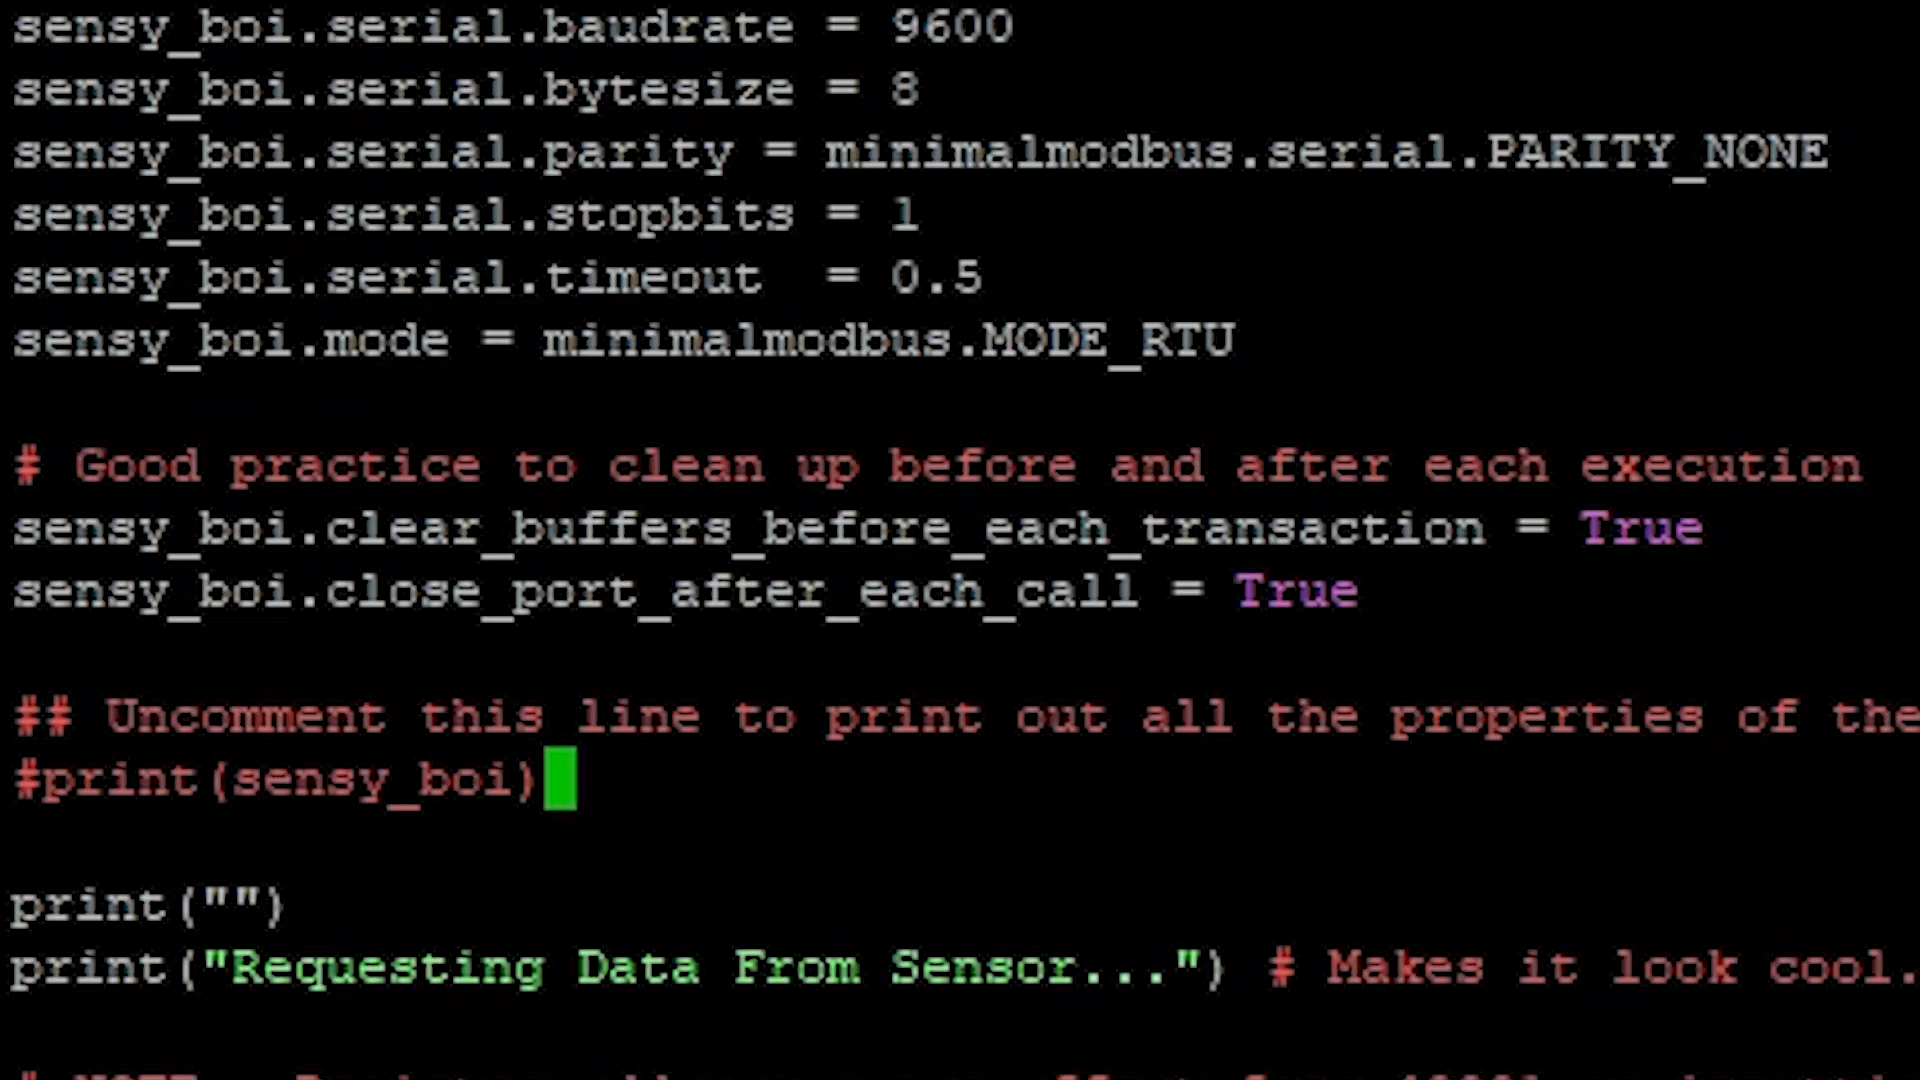 sensy_boi.serial.baudrate = 9600
sensy_boi.serial.bytesize = 8
sensy_boi.serial.parity = minimalmodbus.serial.PARITY_NONE
sensy_boi.serial.stopbits = 1
sensy_boi.serial.timeout  = 0.5
sensy_boi.mode = minimalmodbus.MODE_RTU
# Good practice to clean up before and after each execution
sensy_boi.clear_buffers_before_each_transaction = True
sensy_boi.close_port_after_each_call = True
## Uncomment this line to print out all the properties of the
#print(sensy_boi)
print("")
print("Requesting Data From Sensor...") # Makes it look cool.